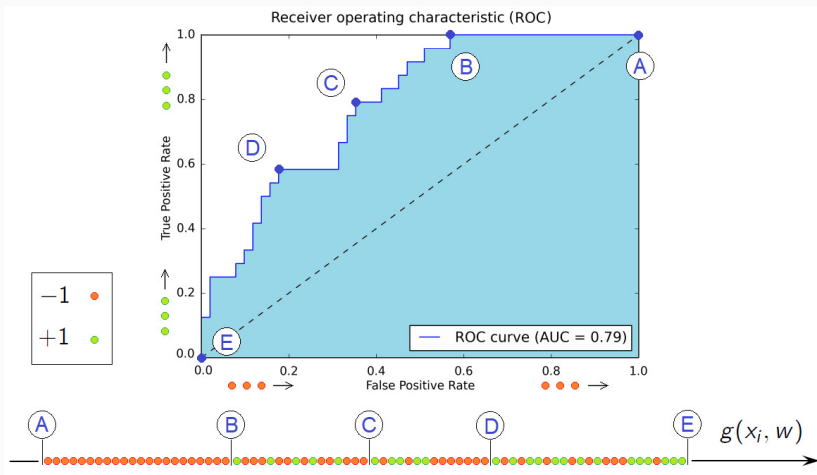 Receiver operating characteristic (ROC)
1.0
0.8
0.6
0.4
0.2
0.0
True Positive Rate
A
B
C
D
E
ROC curve (AUC = 0.79)
0.0 0.2 0.4 0.6 0.8 1.0
False Positive Rate
−1
+1
A B C D E
g(xᵢ, w)